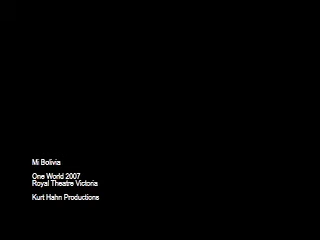 Mi Bolivia
One World 2007
Royal Theatre Victoria
Kurt Hahn Productions